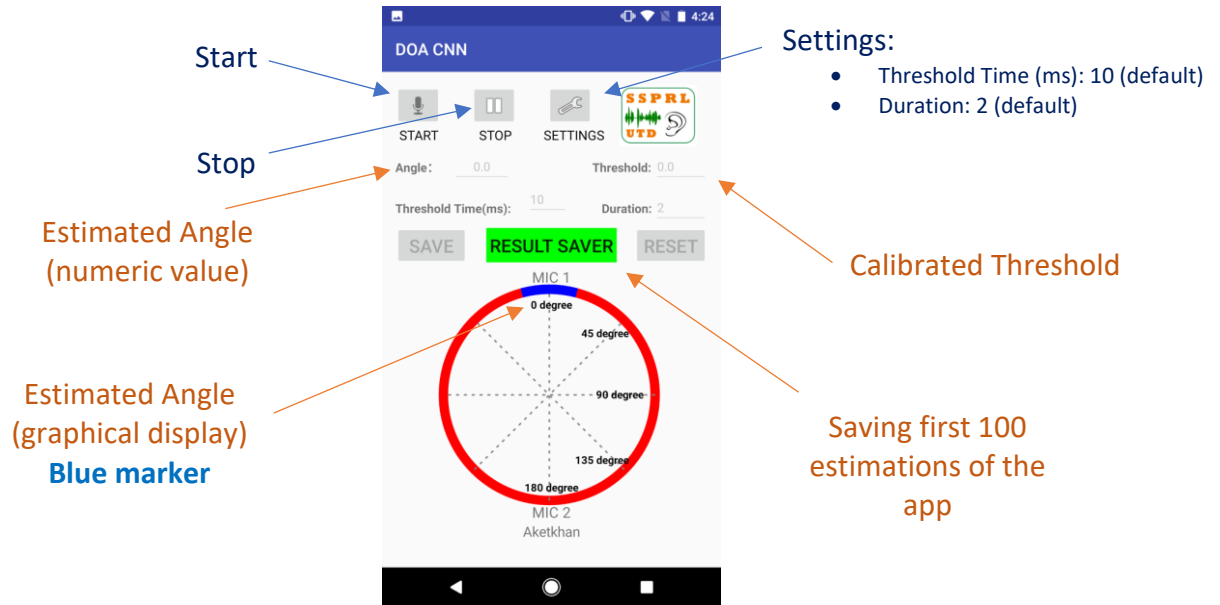 4:24
DOA CNN
Start
Settings:
• Threshold Time (ms): 10 (default)
• Duration: 2 (default)
SSPRL
UTD
START STOP SETTINGS
Stop
Angle: 0.0 Threshold: 0.0
Threshold Time(ms): 10 Duration: 2
SAVE RESULT SAVER RESET
Estimated Angle
(numeric value)
Calibrated Threshold
MIC 1
0 degree
45 degree
90 degree
135 degree
180 degree
MIC 2
Aketkhan
Estimated Angle
(graphical display)
Blue marker
Saving first 100
estimations of the
app